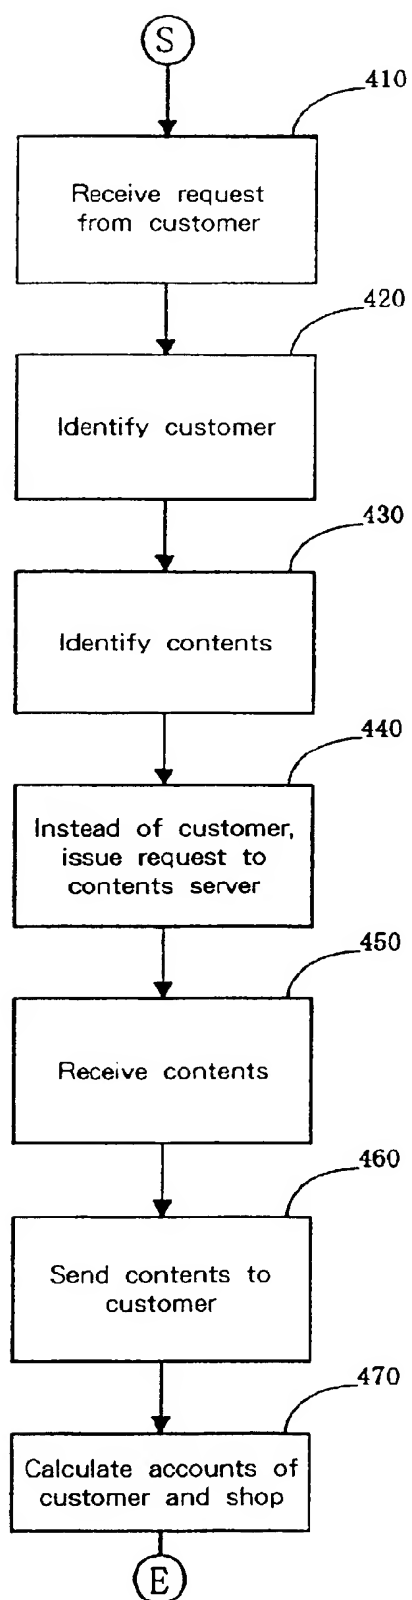 S
410
Receive request
from customer
420
Identify customer
430
Identify contents
440
Instead of customer,
issue request to
contents server
450
Receive contents
460
Send contents to
customer
470
Calculate accounts of
customer and shop
E